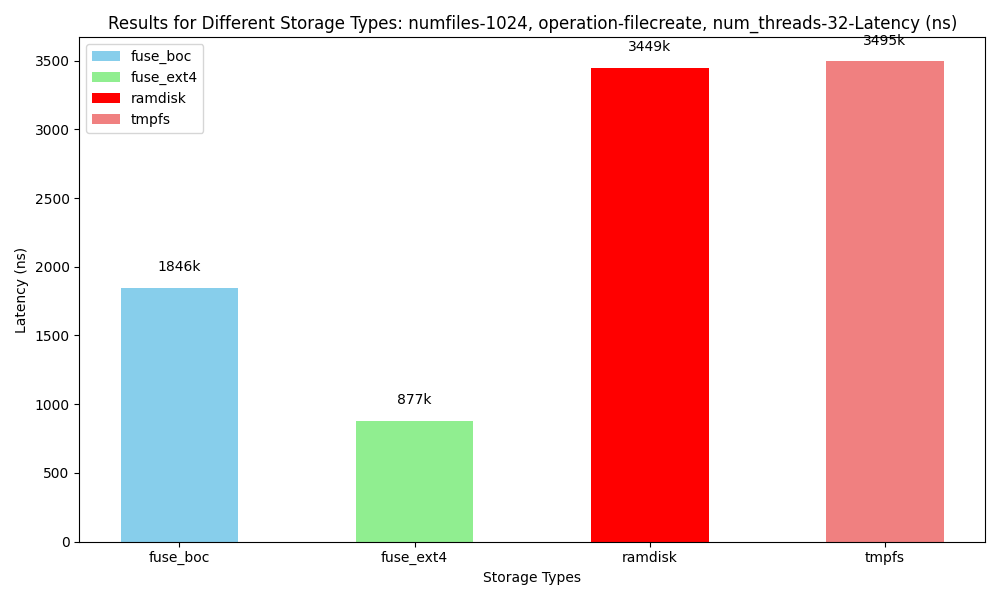 Results for Different Storage Types: numfiles-1024, operation-filecreate, num_threads-32-Latency (ns)
fuse_boc
fuse_ext4
ramdisk
tmpfs
1846k
877k
3449k
3495k
Latency (ns)
3500
3000
2500
2000
1500
1000
500
0
fuse_boc
fuse_ext4
ramdisk
tmpfs
Storage Types